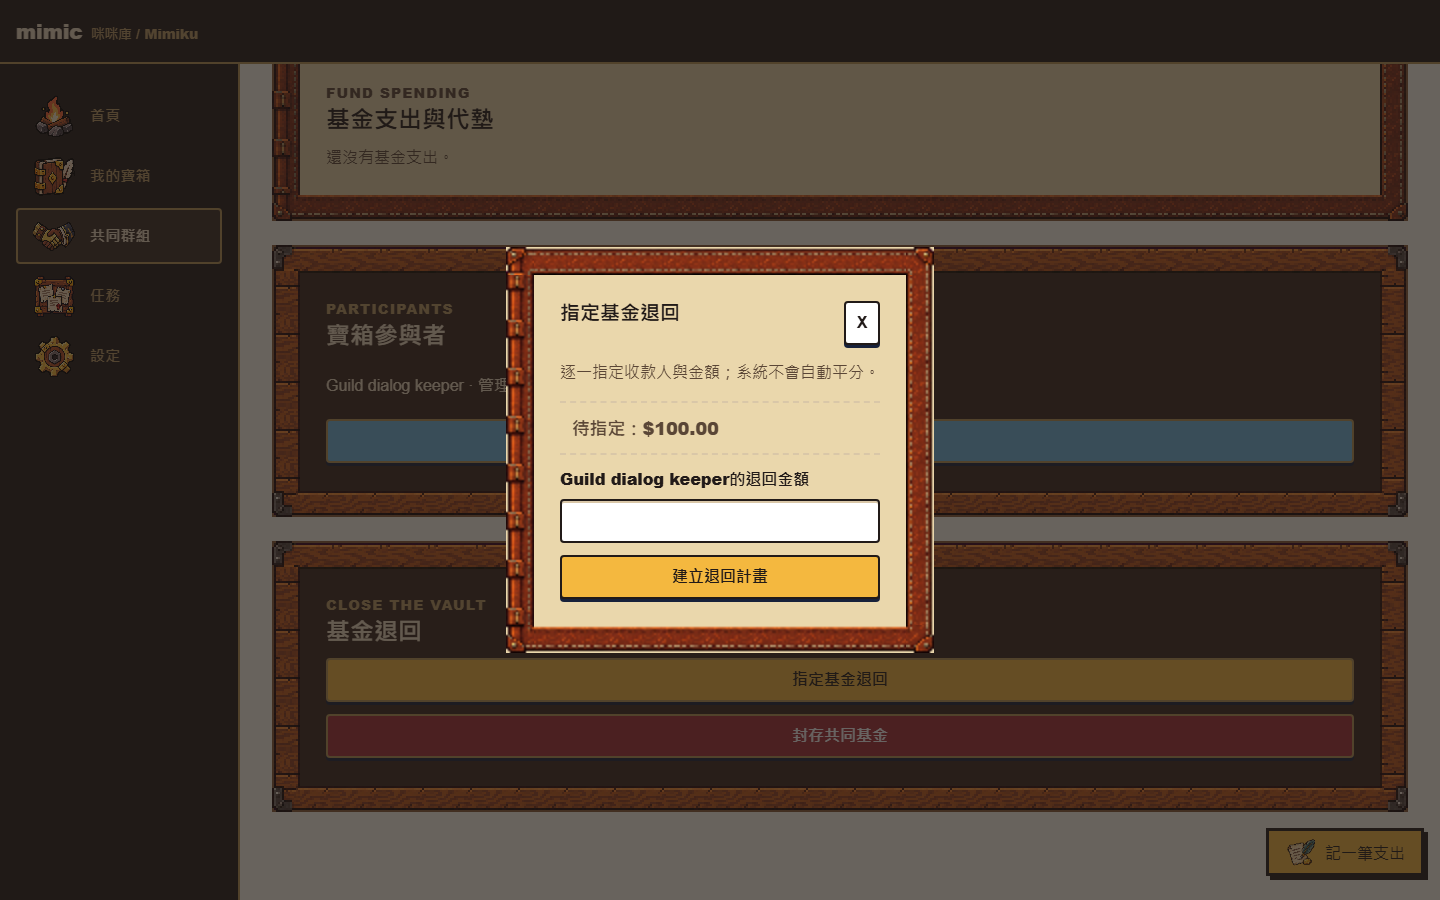 mimic 咪咪庫 / Mimiku
首頁
我的寶箱
共同群組
任務
設定
FUND SPENDING
基金支出與代墊
還沒有基金支出。
PARTICIPANTS
寶箱參與者
Guild dialog keeper · 管理
指定基金退回
X
逐一指定收款人與金額；系統不會自動平分。
待指定：$100.00
Guild dialog keeper的退回金額
建立退回計畫
CLOSE THE VAULT
基金退回
指定基金退回
封存共同基金
記一筆支出